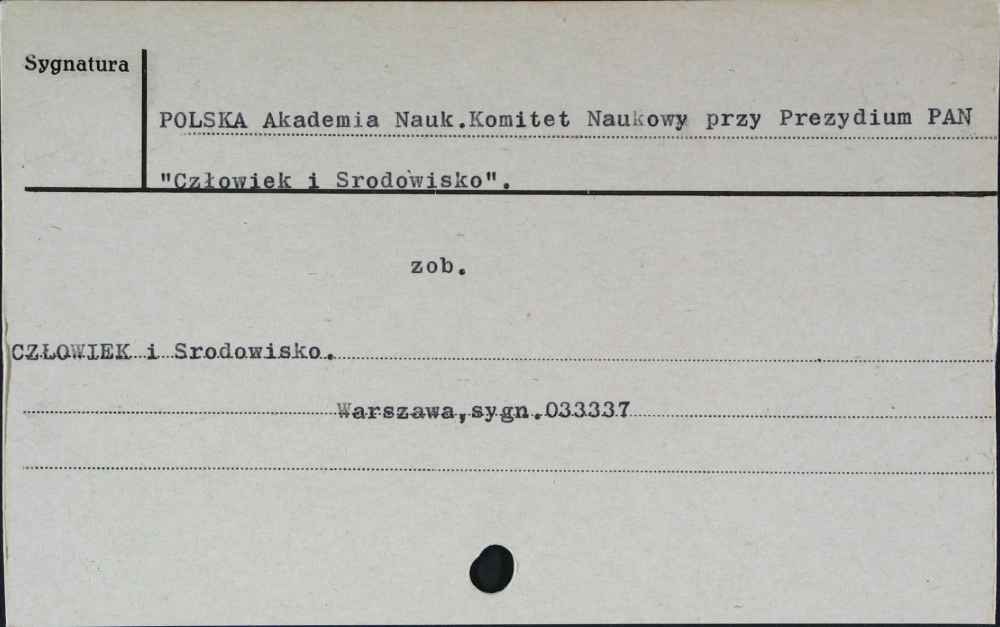 Sygnatura
POLSKA Akademia Nauk.Komitet Naukowy przy Prezydium PAN
"Człowiek i Srodowisko".
zob.
CZŁOWIEK i Srodowisko.
Warszawa,sygn.033337